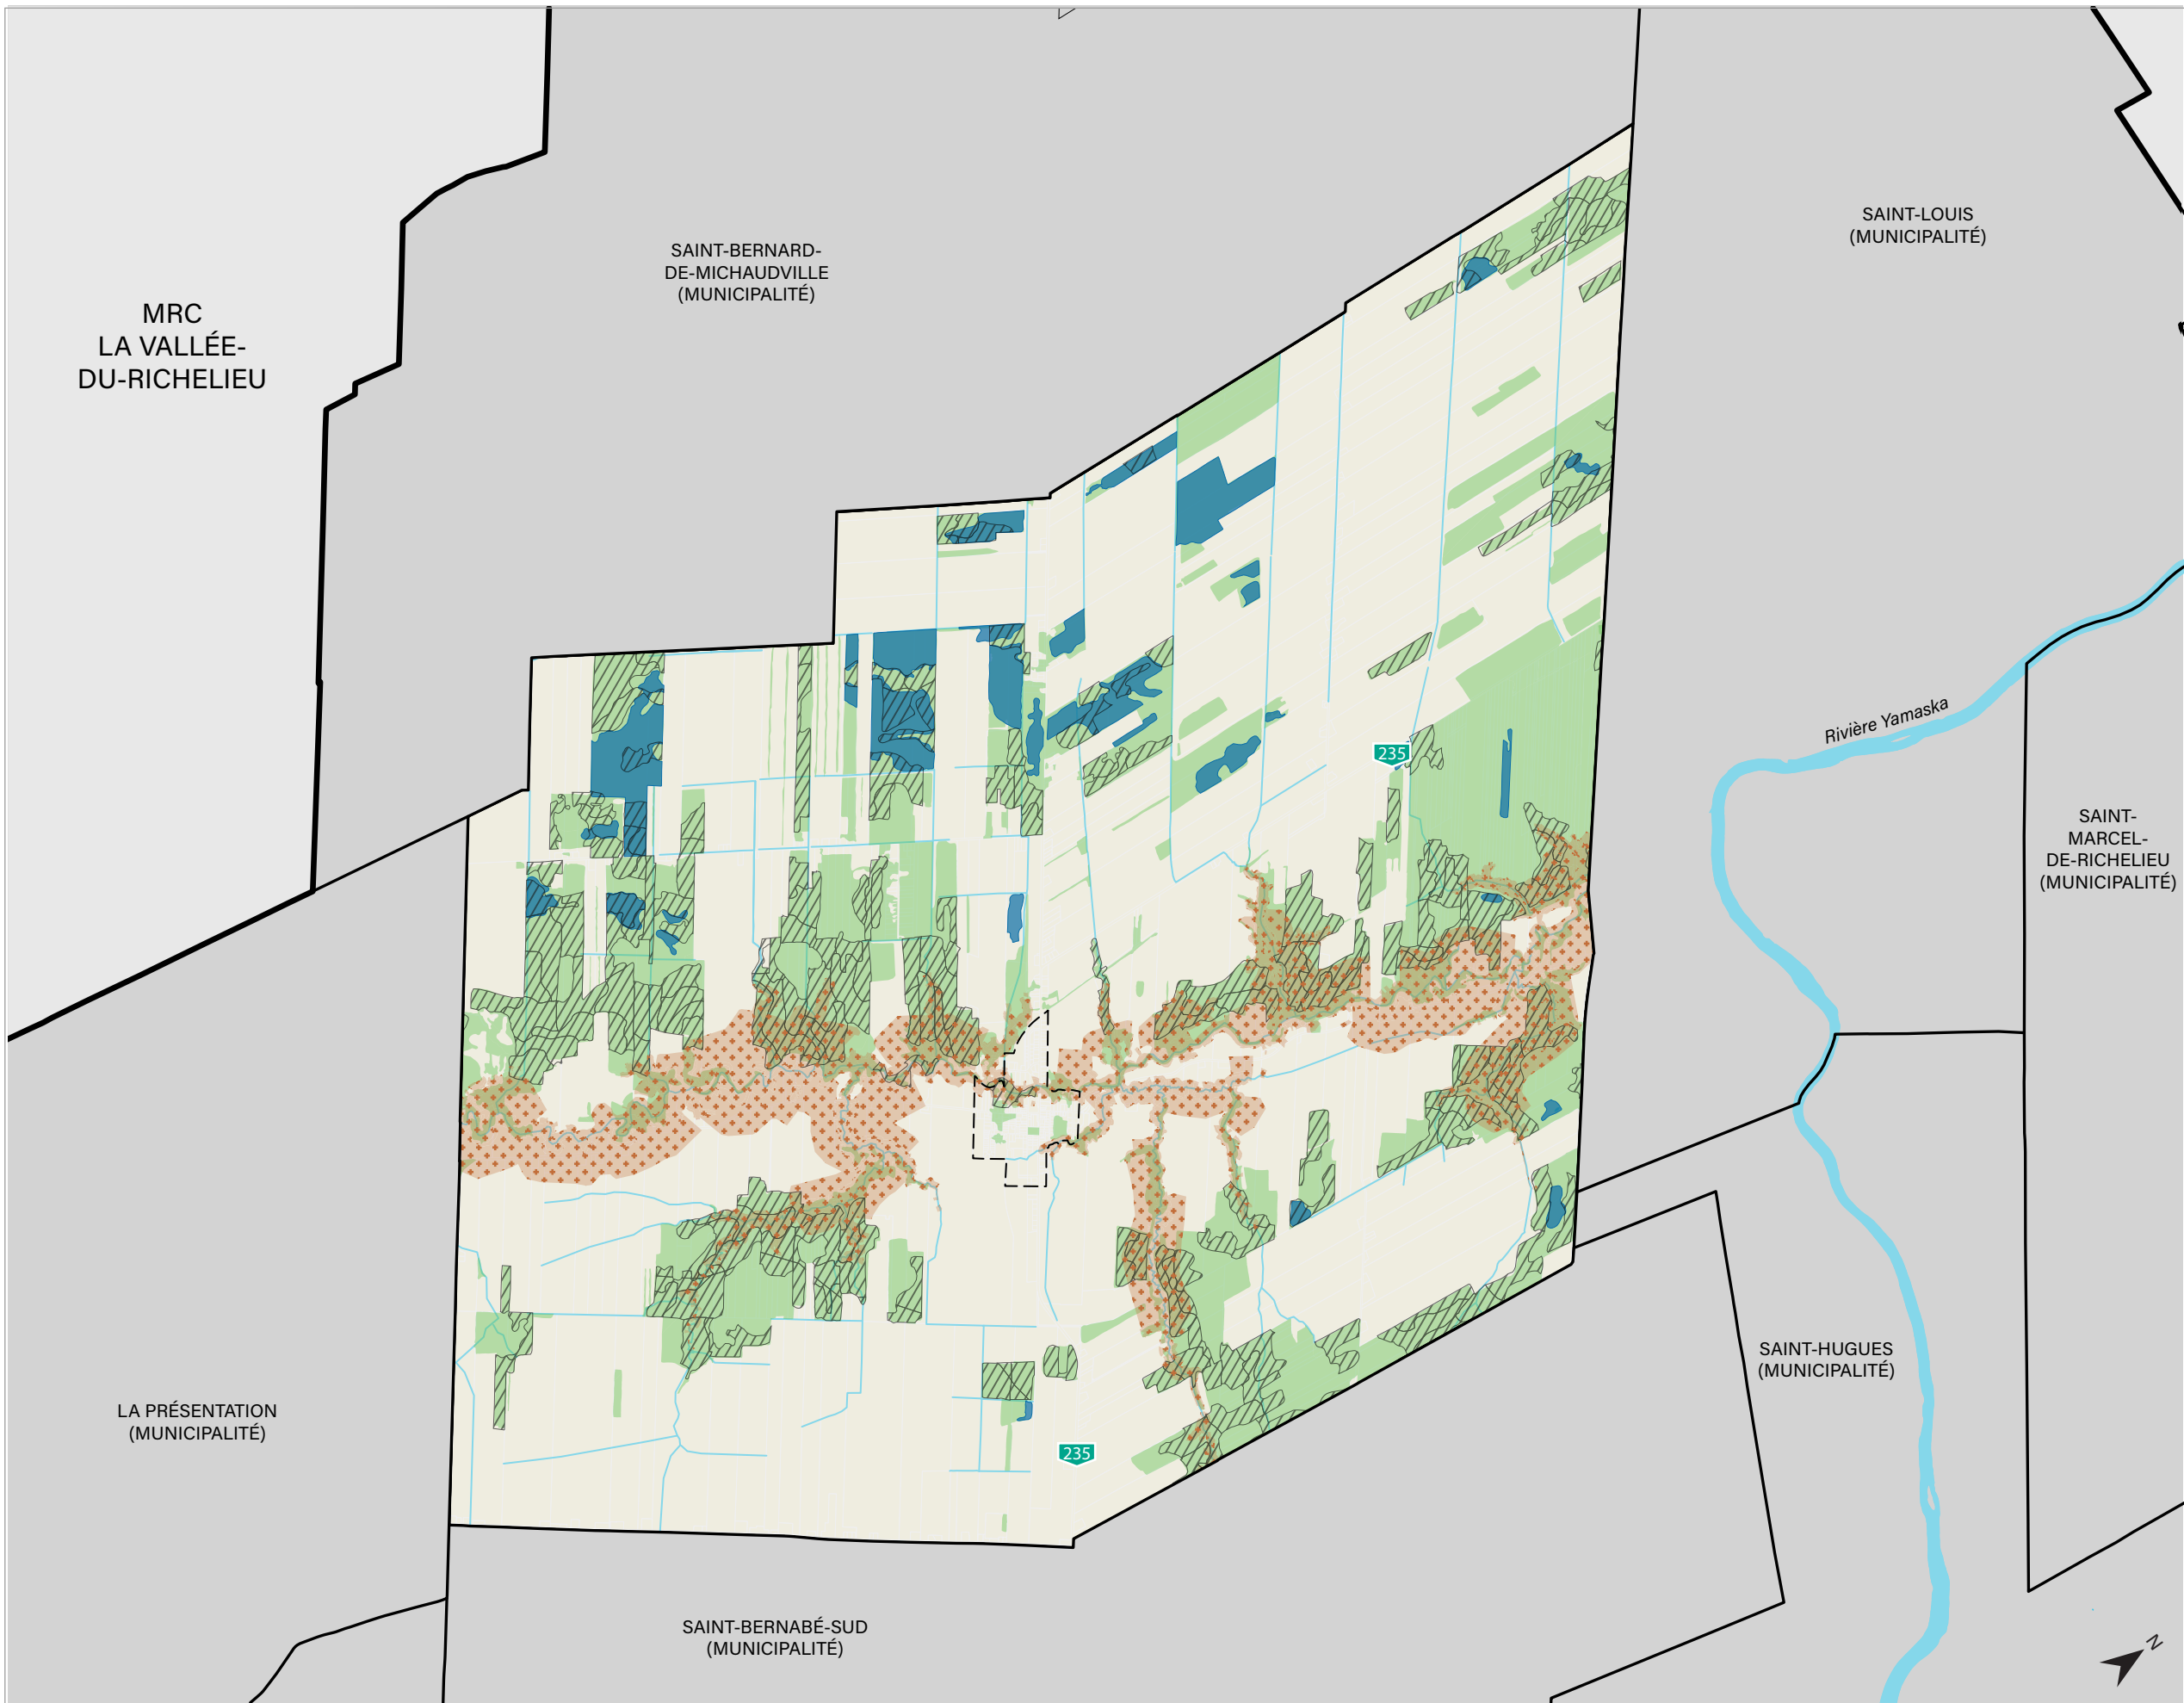 SAINT-LOUIS
(MUNICIPALITÉ)
SAINT-BERNARD-
DE-MICHAUDVILLE
(MUNICIPALITÉ)
MRC
LA VALLÉE-
DU-RICHELIEU
Rivière Yamaska
235
SAINT-
MARCEL-
DE-RICHELIEU
(MUNICIPALITÉ)
SAINT-HUGUES
(MUNICIPALITÉ)
LA PRÉSENTATION
(MUNICIPALITÉ)
235
SAINT-BERNABÉ-SUD
(MUNICIPALITÉ)
N